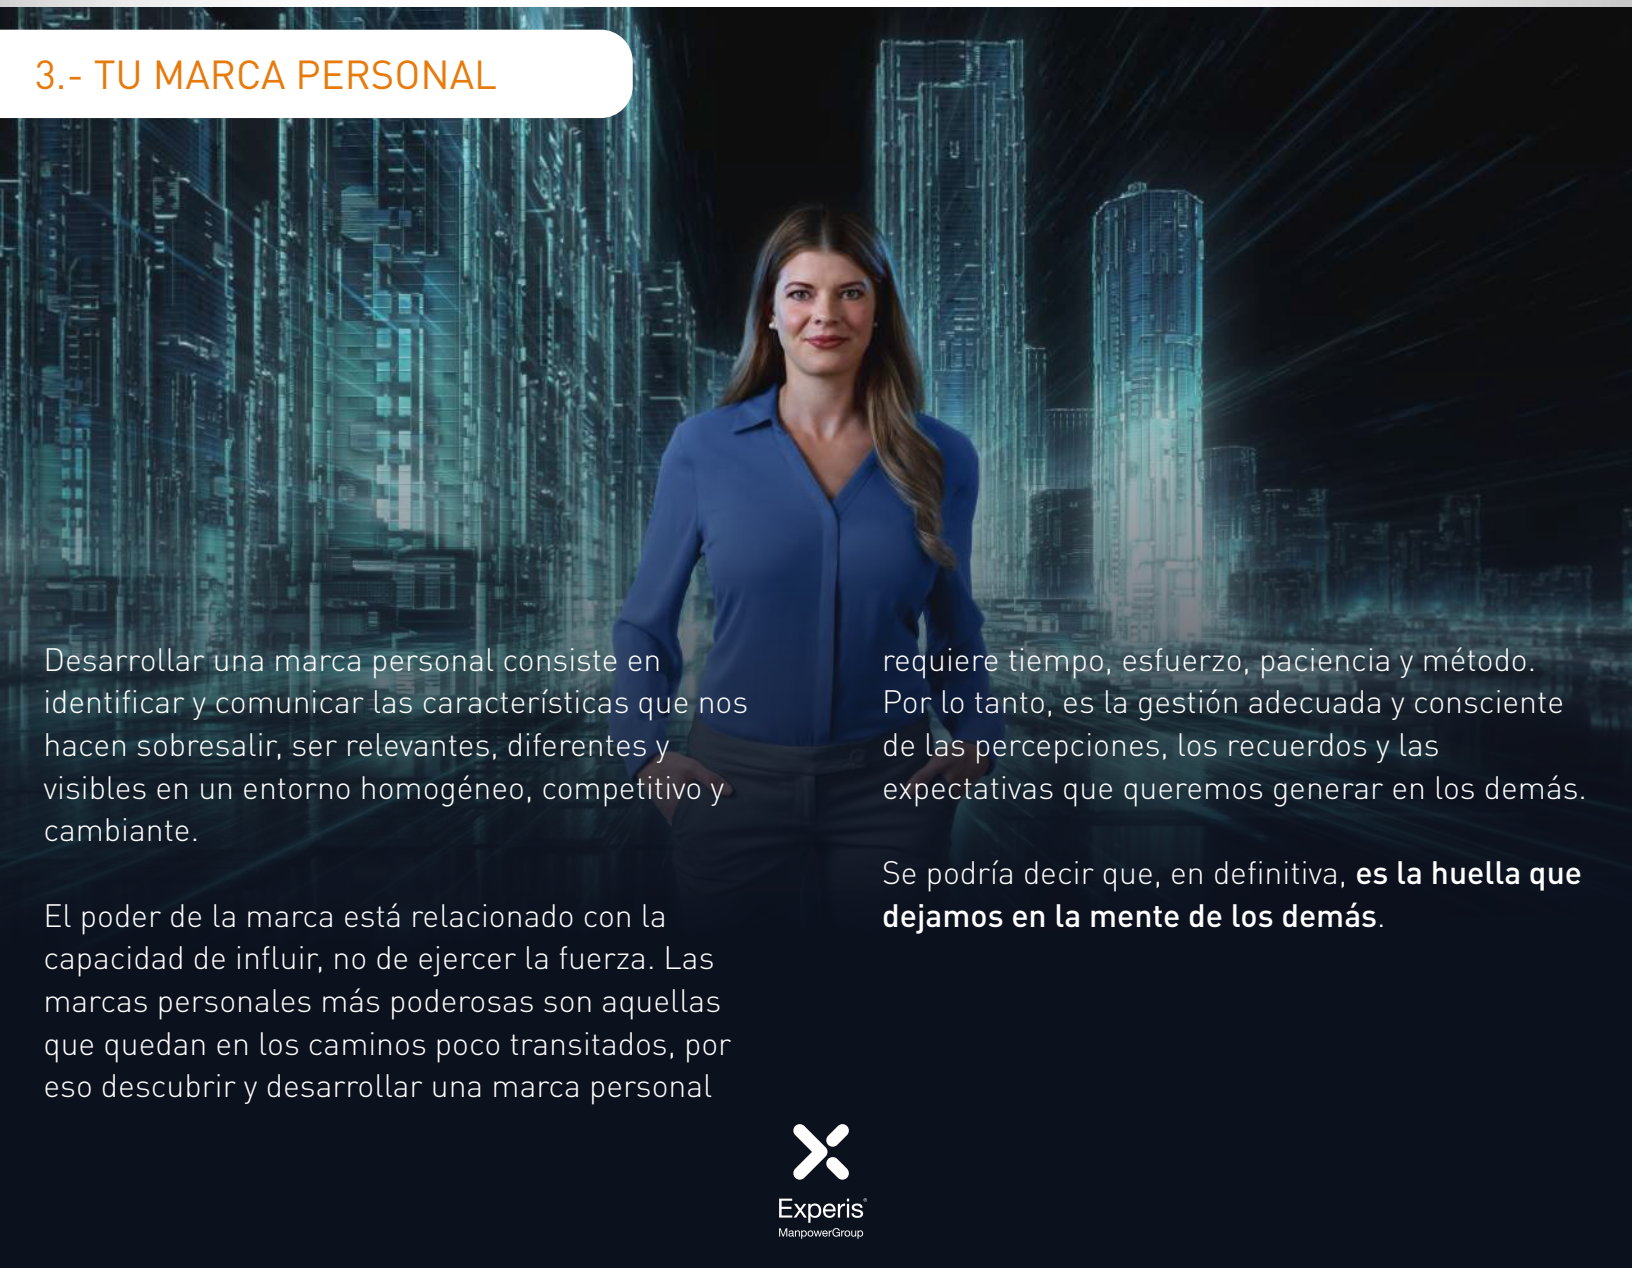 3.- TU MARCA PERSONAL
Desarrollar una marca personal consiste en
identificar y comunicar las características que nos
hacen sobresalir, ser relevantes, diferentes y
visibles en un entorno homogéneo, competitivo y
cambiante.
El poder de la marca está relacionado con la
capacidad de influir, no de ejercer la fuerza. Las
marcas personales más poderosas son aquellas
que quedan en los caminos poco transitados, por
eso descubrir y desarrollar una marca personal
requiere tiempo, esfuerzo, paciencia y método.
Por lo tanto, es la gestión adecuada y consciente
de las percepciones, los recuerdos y las
expectativas que queremos generar en los demás.
Se podría decir que, en definitiva, es la huella que
dejamos en la mente de los demás.
Experis®
ManpowerGroup